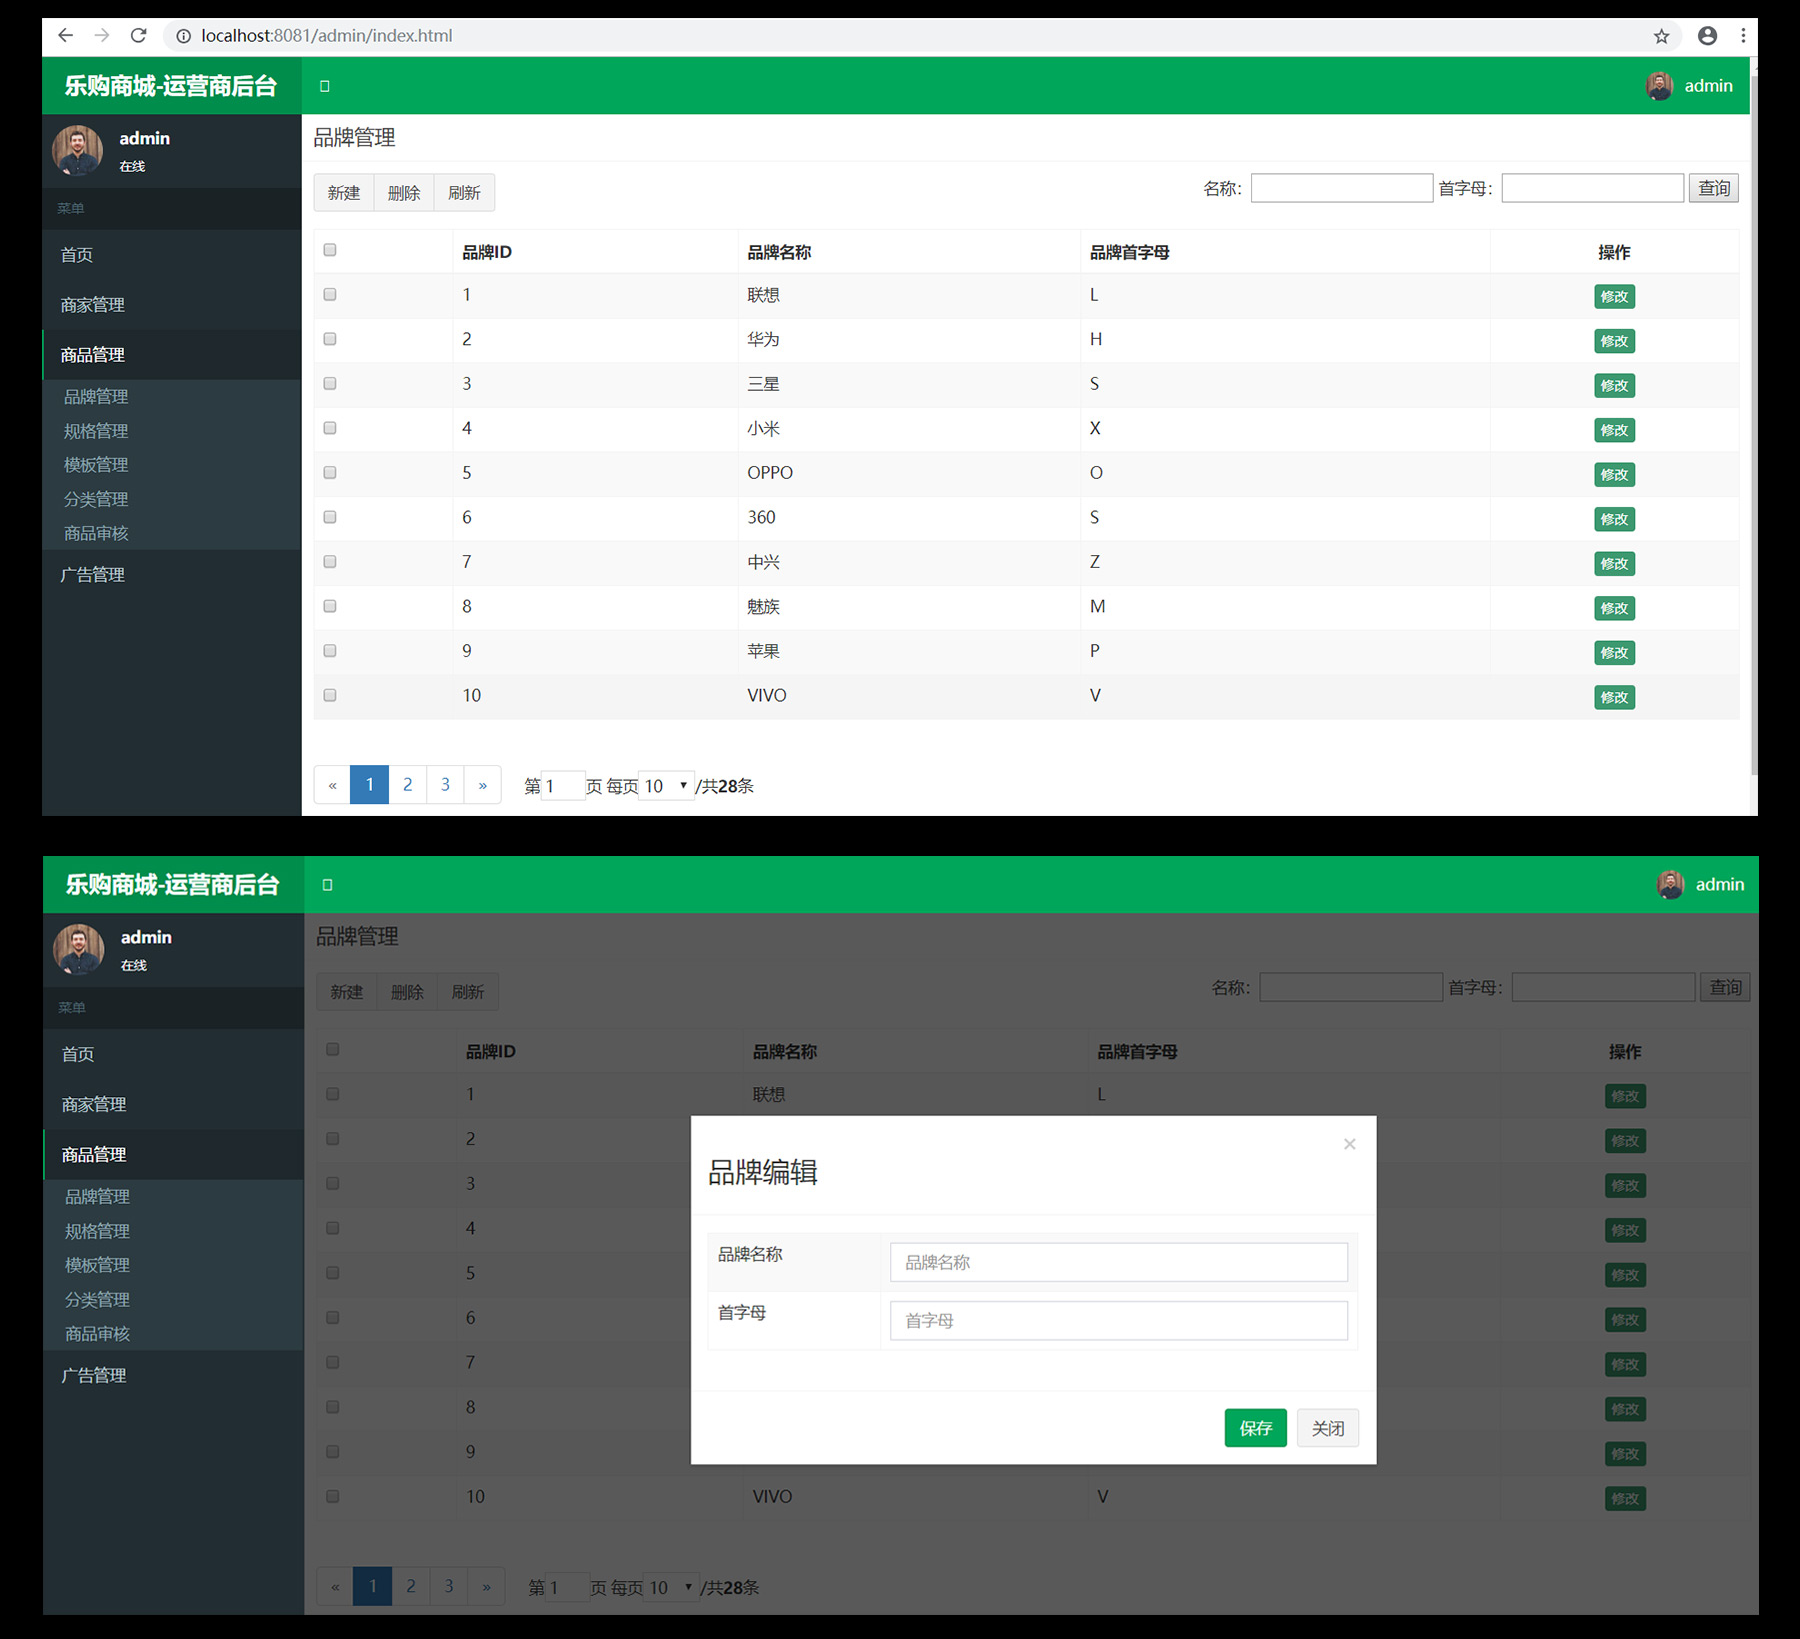 localhost:8081/admin/index.html
乐购商城-运营商后台
admin
admin
在线
菜单
首页
商家管理
商品管理
品牌管理
规格管理
模板管理
分类管理
商品审核
广告管理
品牌管理
新建 删除 刷新
名称: 首字母: 查询
品牌ID 品牌名称 品牌首字母 操作
1 联想 L 修改
2 华为 H 修改
3 三星 S 修改
4 小米 X 修改
5 OPPO O 修改
6 360 S 修改
7 中兴 Z 修改
8 魅族 M 修改
9 苹果 P 修改
10 VIVO V 修改
« 1 2 3 » 第1 页 每页 10 /共28条
乐购商城-运营商后台
admin
admin
在线
菜单
首页
商家管理
商品管理
品牌管理
规格管理
模板管理
分类管理
商品审核
广告管理
品牌管理
新建 删除 刷新
名称: 首字母: 查询
品牌ID 品牌名称 品牌首字母 操作
1 联想 L 修改
2 修改
3 修改
4 修改
5 修改
6 修改
7 修改
8 修改
9 修改
10 VIVO V 修改
×
品牌编辑
品牌名称 品牌名称
首字母 首字母
保存 关闭
« 1 2 3 » 第1 页 每页 10 /共28条